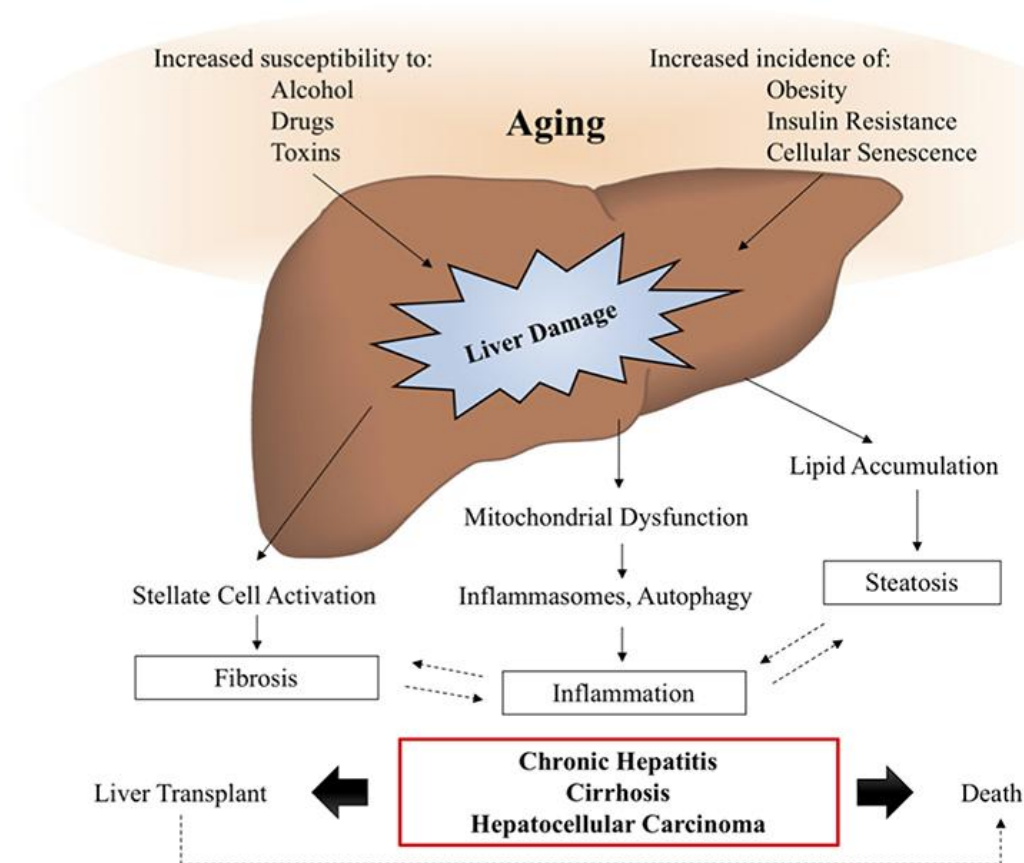 Increased susceptibility to:
Alcohol
Drugs
Toxins
Increased incidence of:
Obesity
Insulin Resistance
Cellular Senescence
Aging
Liver Damage
Lipid Accumulation
Mitochondrial Dysfunction
Steatosis
Stellate Cell Activation
Inflammasomes, Autophagy
Fibrosis
Inflammation
Chronic Hepatitis
Cirrhosis
Hepatocellular Carcinoma
Liver Transplant
Death